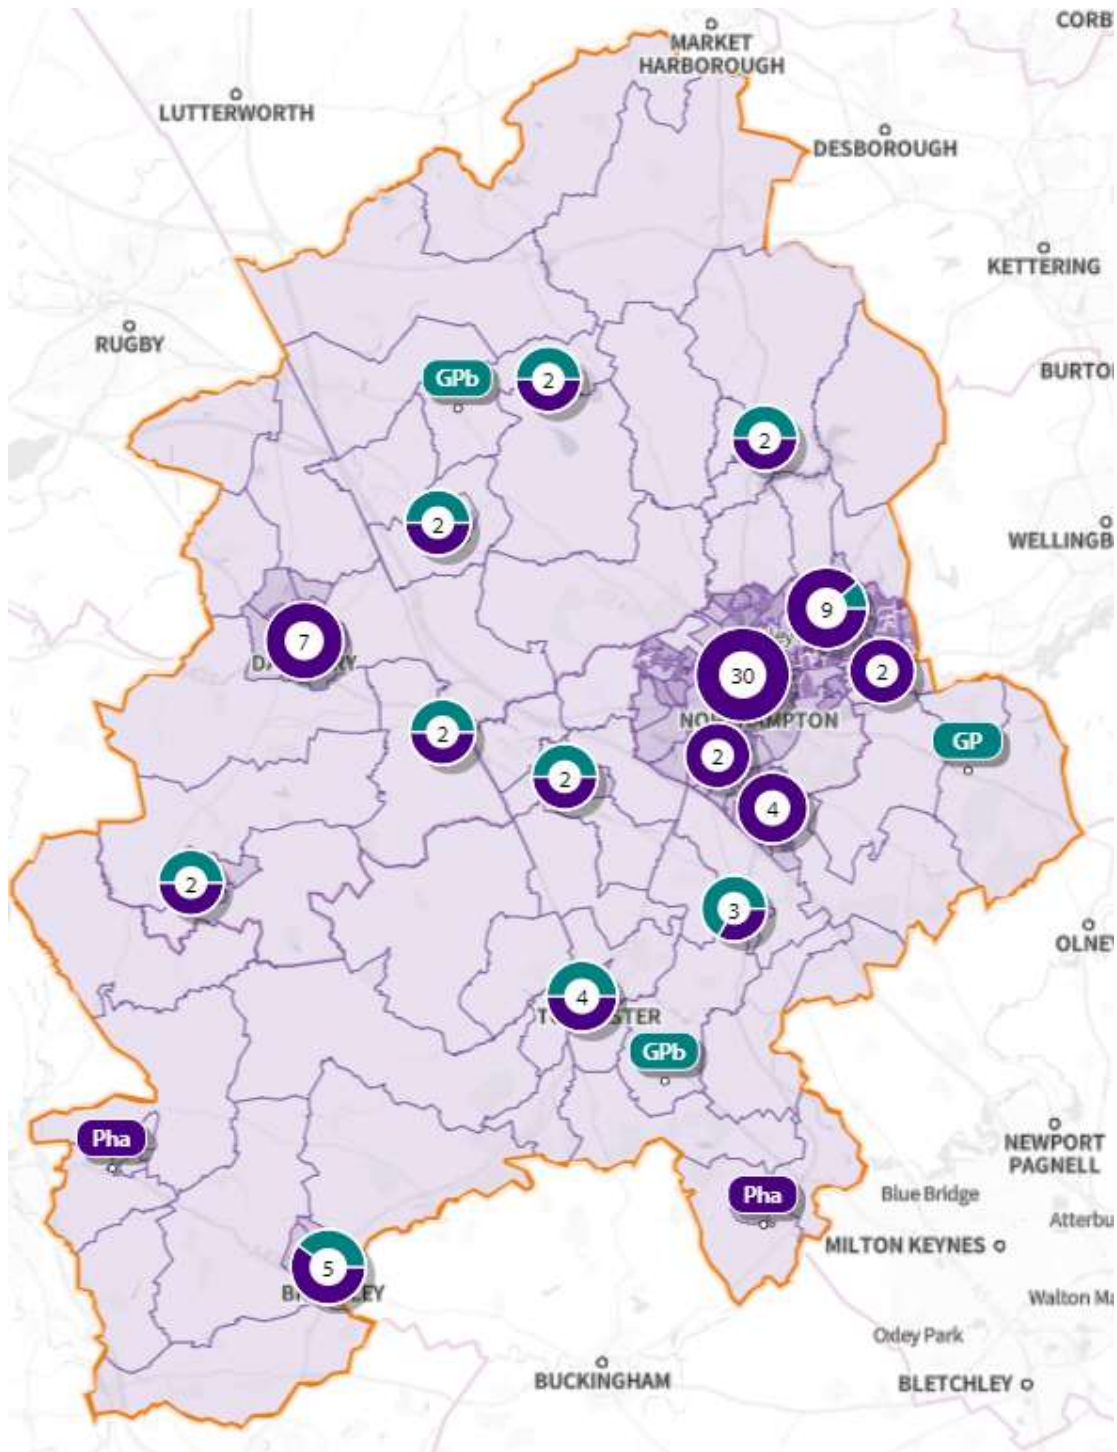 CORB
MARKET
HARBOROUGH
LUTTERWORTH
DESBOROUGH
KETTERING
RUGBY
BURTO
GPb
2
2
2
WELLINGB
9
7
2
30
NORTHAMPTON
2
GP
2
2
4
2
3
OLNEY
4
GPb
Pha
NEWPORT
PAGNELL
Pha
Blue Bridge
Atterbu
MILTON KEYNES
5
Walton Ma
Oxley Park
BUCKINGHAM
BLETCHLEY